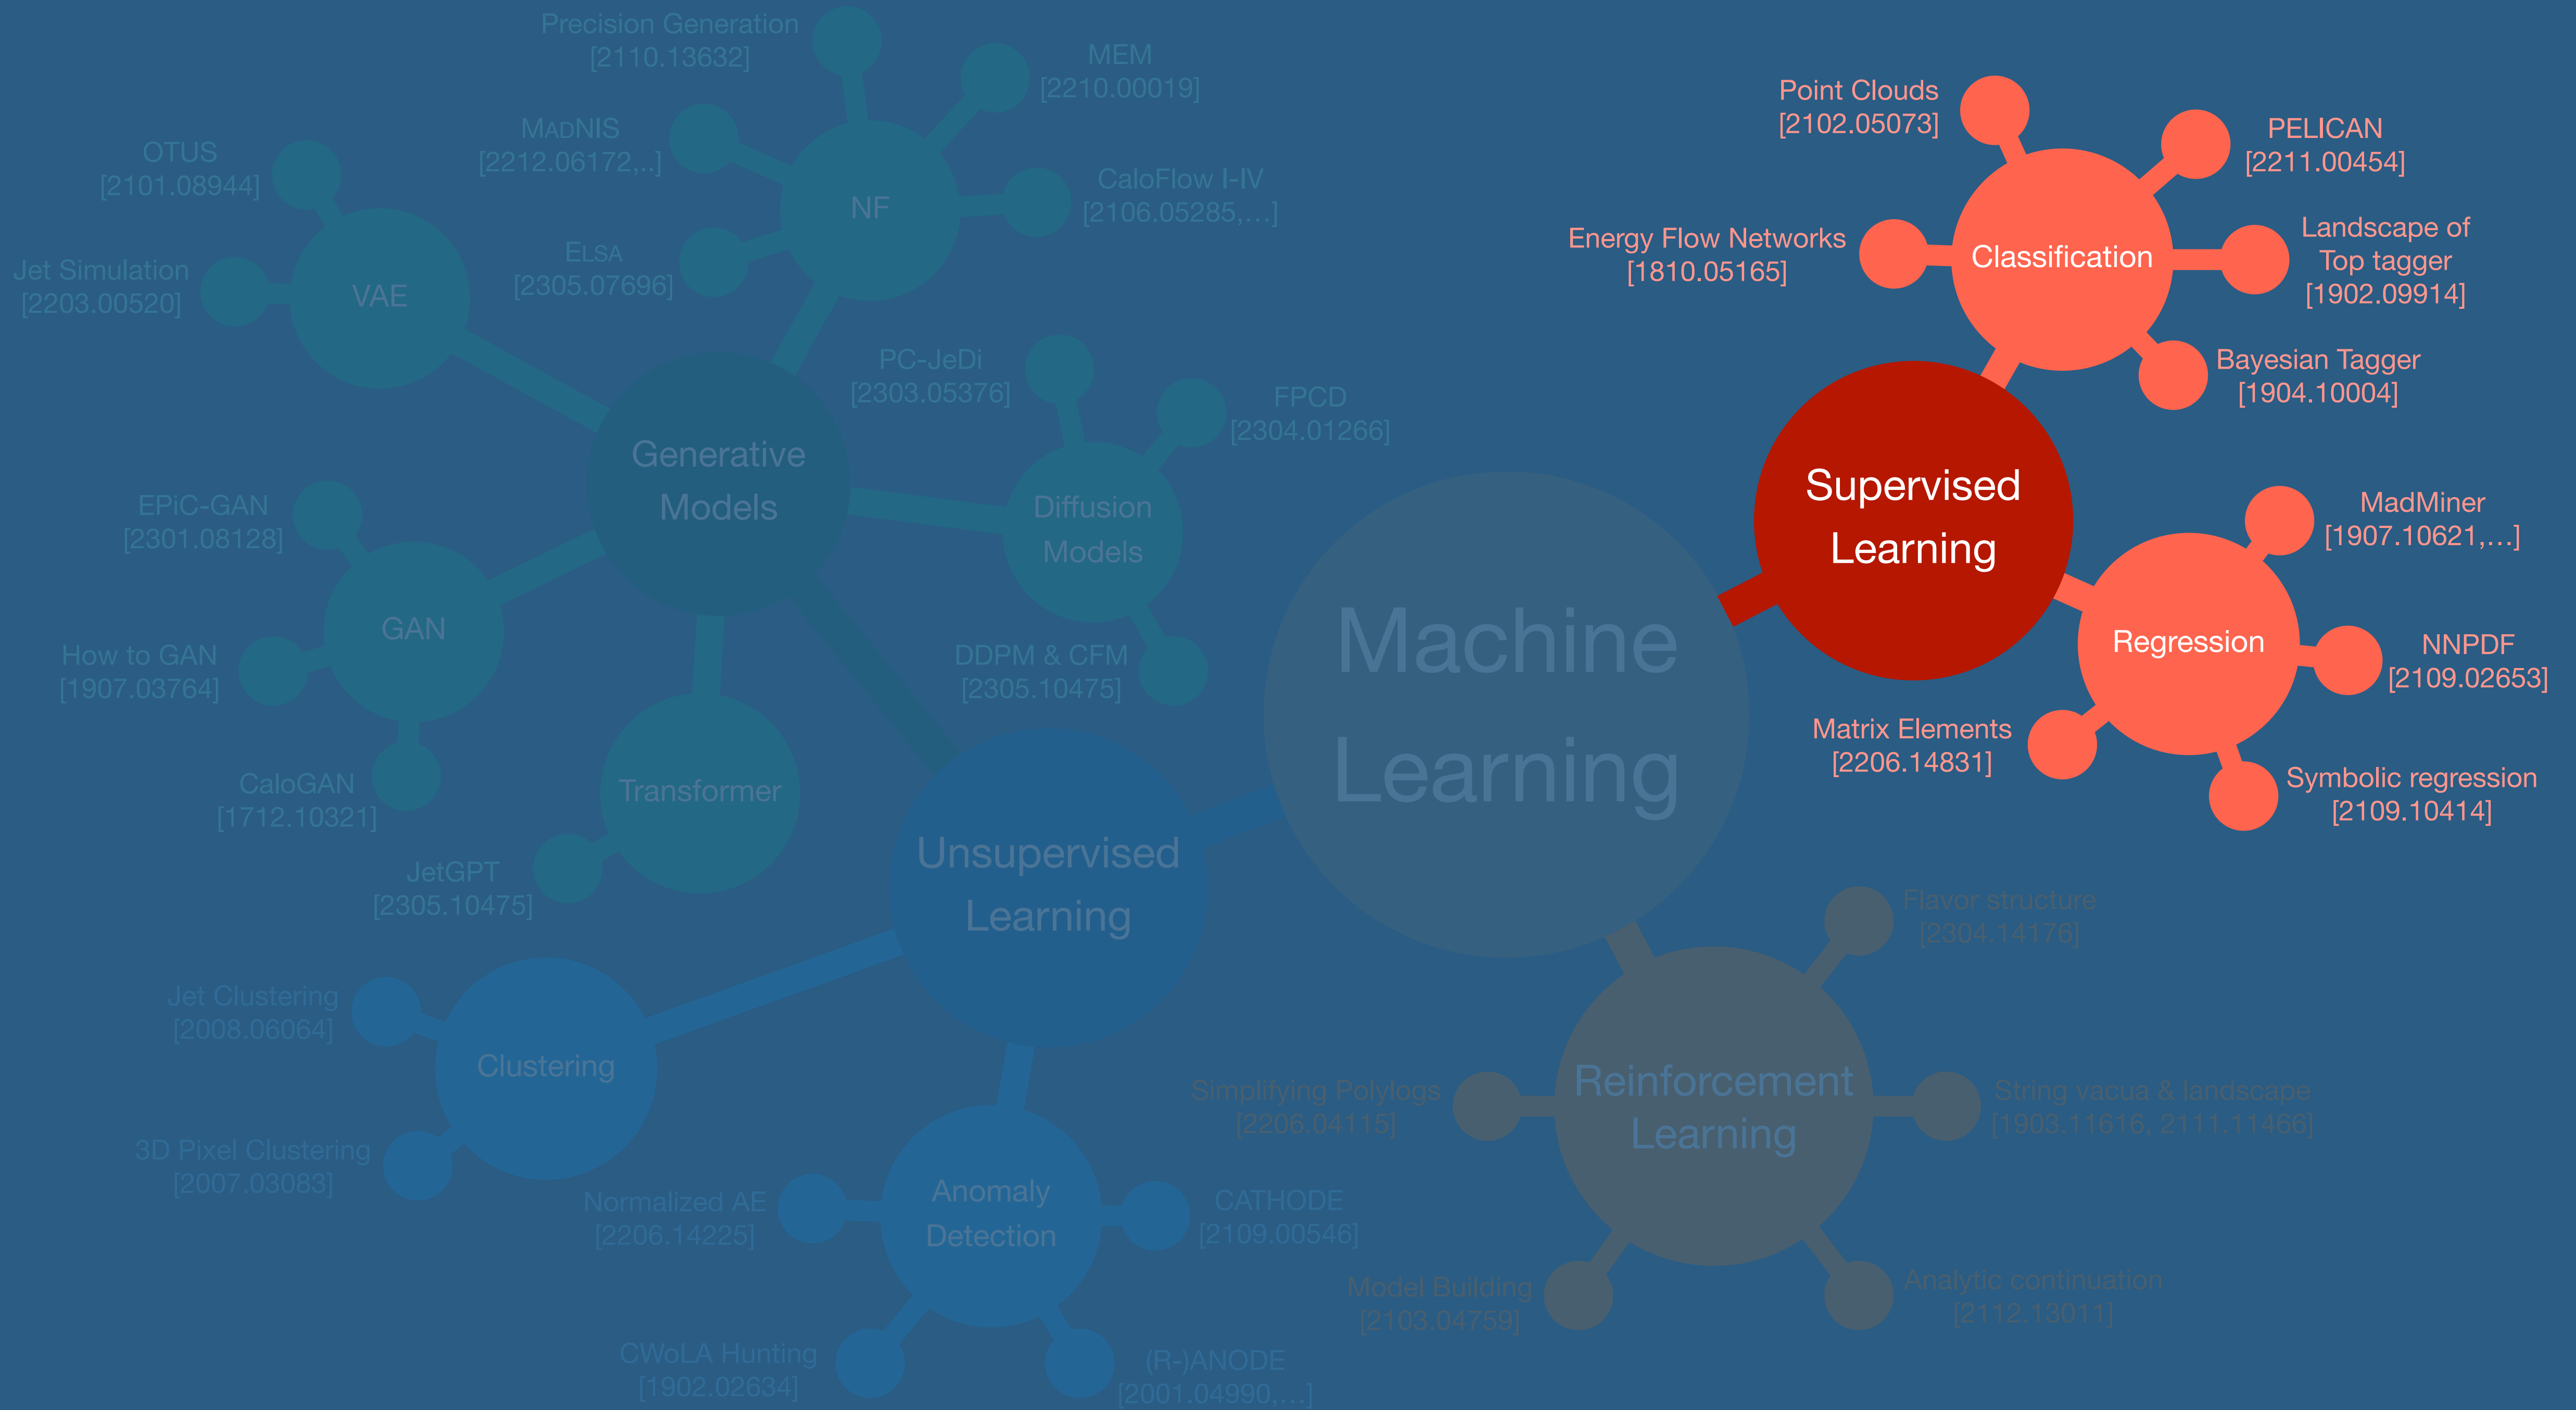 Precision Generation
[2110.13632]
MEM
[2210.00019]
MADNIS
[2212.06172,..]
OTUS
[2101.08944]
CaloFlow I-IV
[2106.05285,...]
NF
ELSA
[2305.07696]
Jet Simulation
[2203.00520]
VAE
PC-JeDi
[2303.05376]
FPCD
[2304.01266]
Generative
Models
Diffusion
Models
EPiC-GAN
[2301.08128]
GAN
How to GAN
[1907.03764]
DDPM & CFM
[2305.10475]
CaloGAN
[1712.10321]
Transformer
JetGPT
[2305.10475]
Machine
Learning
Unsupervised
Learning
Jet Clustering
[2008.06064]
Clustering
3D Pixel Clustering
[2007.03083]
Normalized AE
[2206.14225]
Anomaly
Detection
CATHODE
[2109.00546]
CWoLA Hunting
[1902.02634]
(R-)ANODE
[2001.04990,...]
Point Clouds
[2102.05073]
PELICAN
[2211.00454]
Energy Flow Networks
[1810.05165]
Classification
Landscape of
Top tagger
[1902.09914]
Bayesian Tagger
[1904.10004]
Supervised
Learning
MadMiner
[1907.10621,...]
Regression
NNPDF
[2109.02653]
Matrix Elements
[2206.14831]
Symbolic regression
[2109.10414]
Flavor structure
[2304.14176]
Simplifying Polylogs
[2206.04115]
Reinforcement
Learning
String vacua & landscape
[1903.11616, 2111.11466]
Model Building
[2103.04759]
Analytic continuation
[2112.13011]